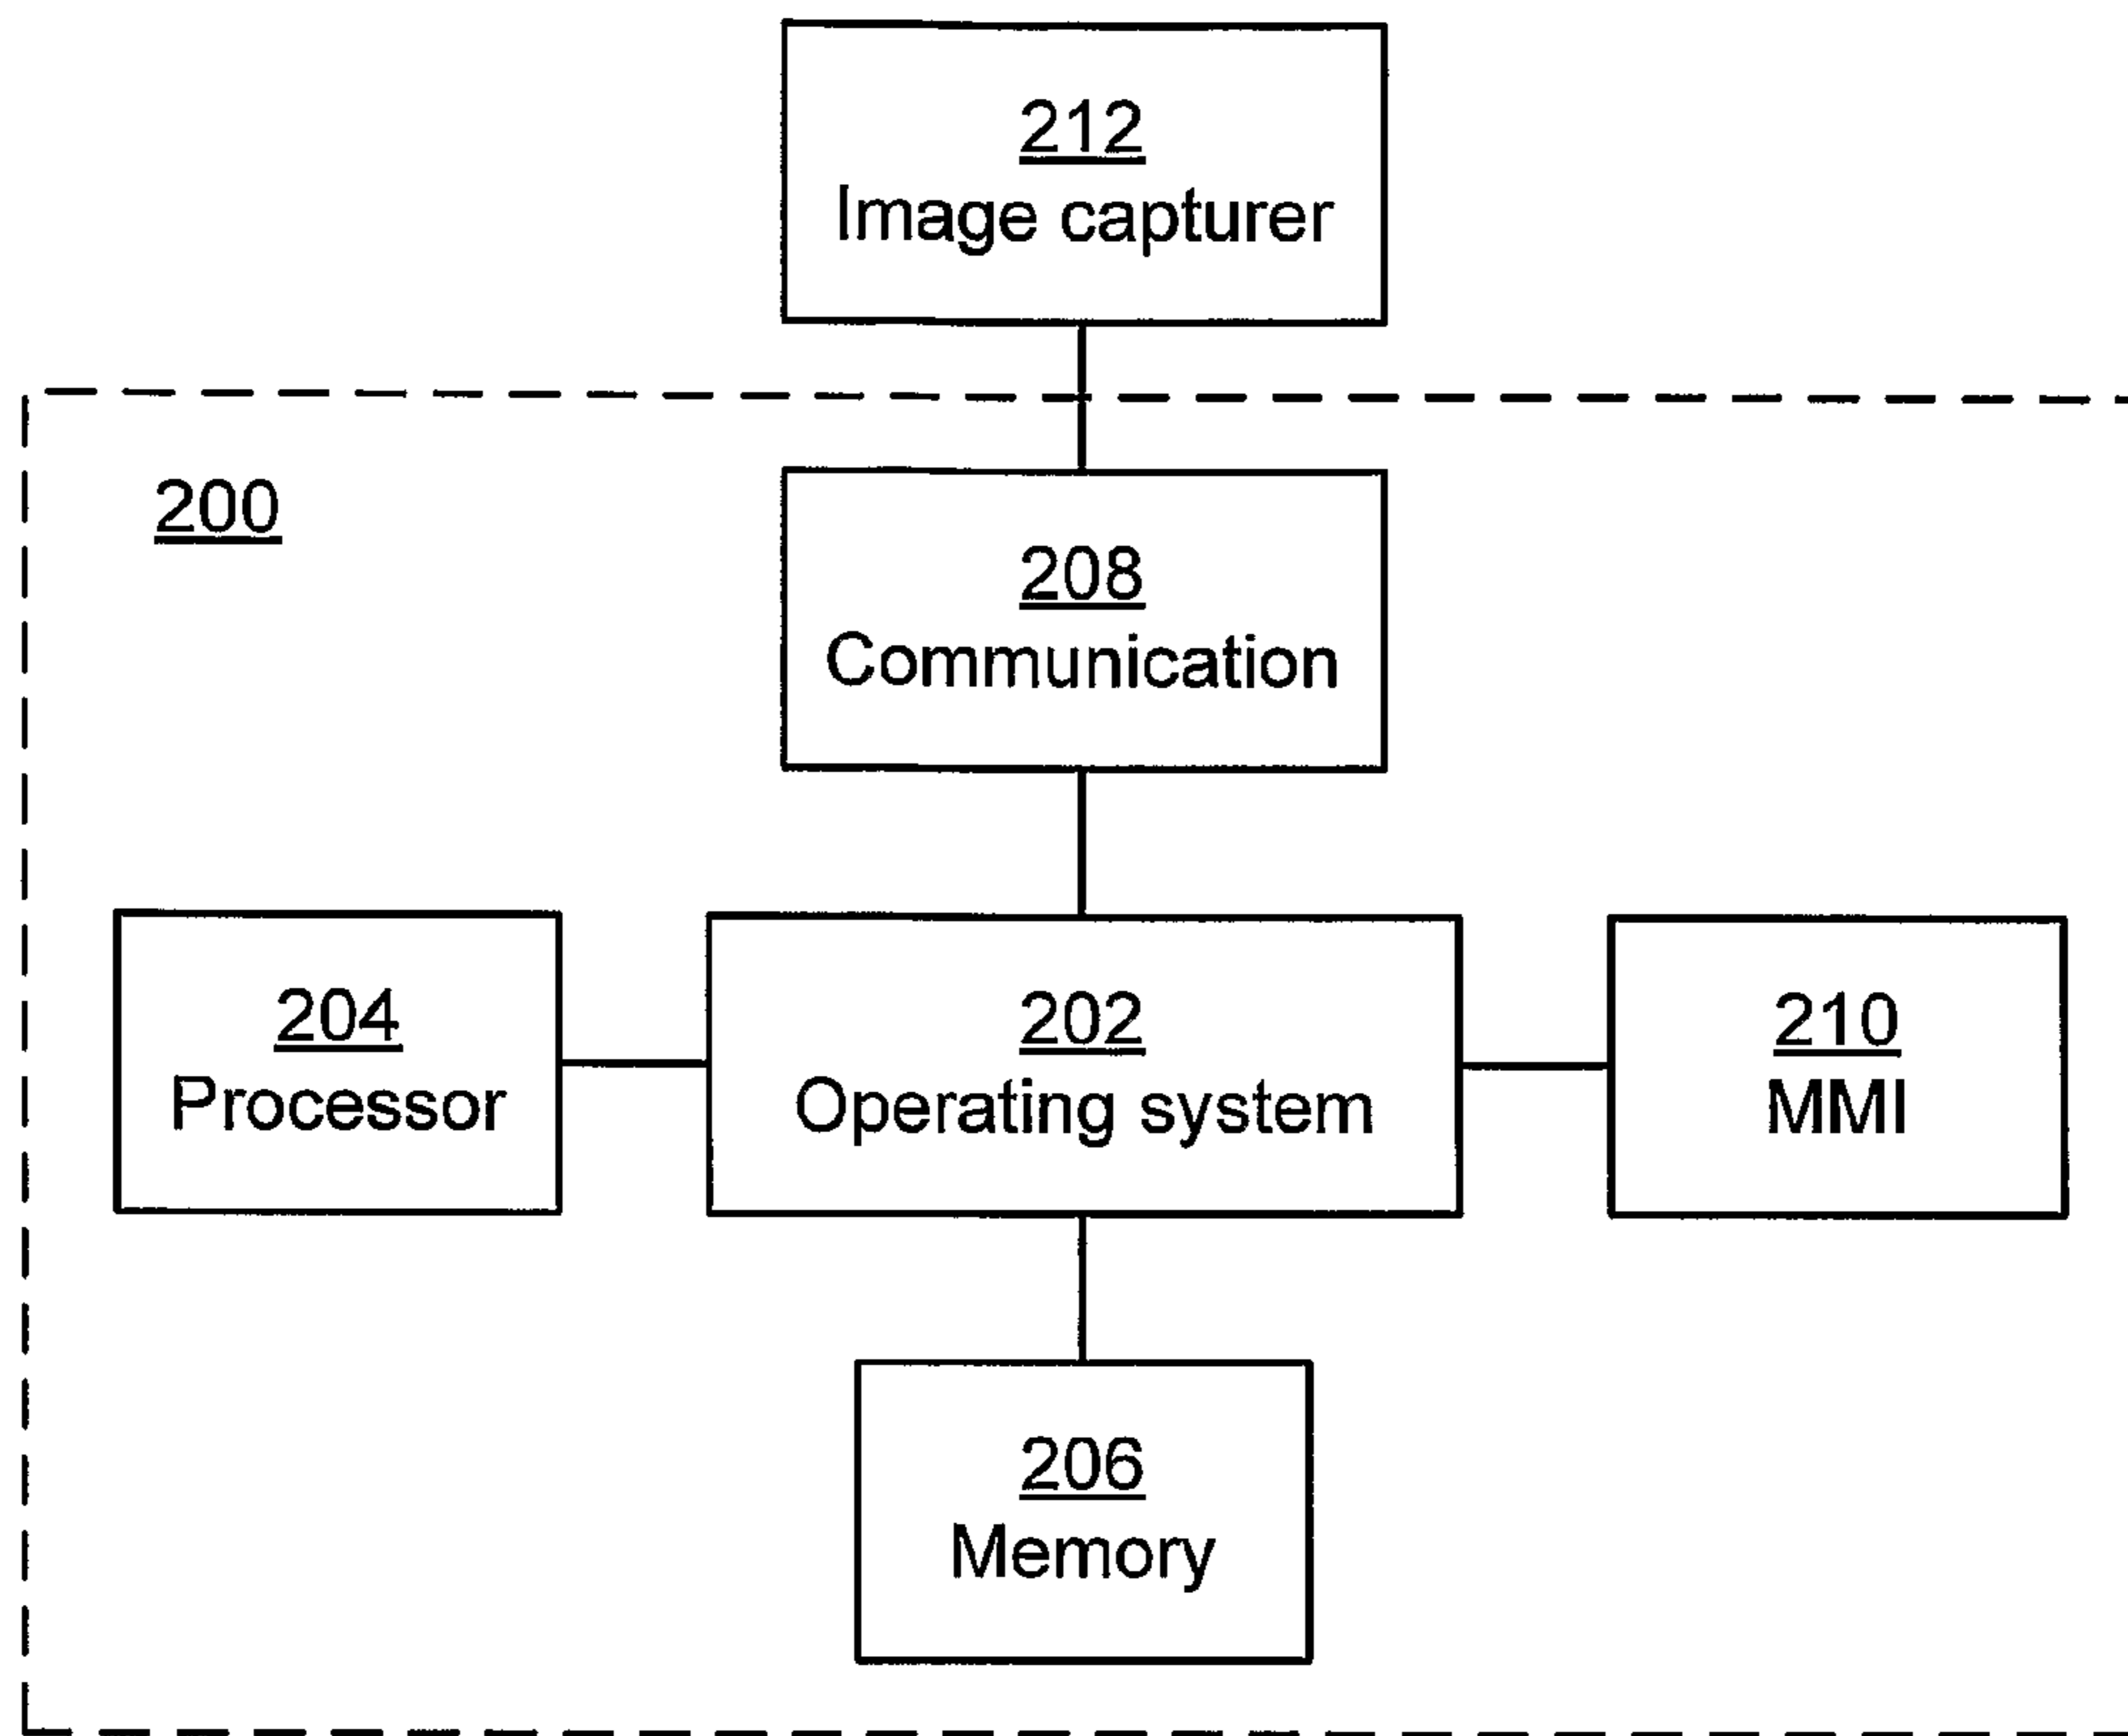 212
Image capturer
200
208
Communication
204
Processor
202
Operating system
210
MMI
206
Memory